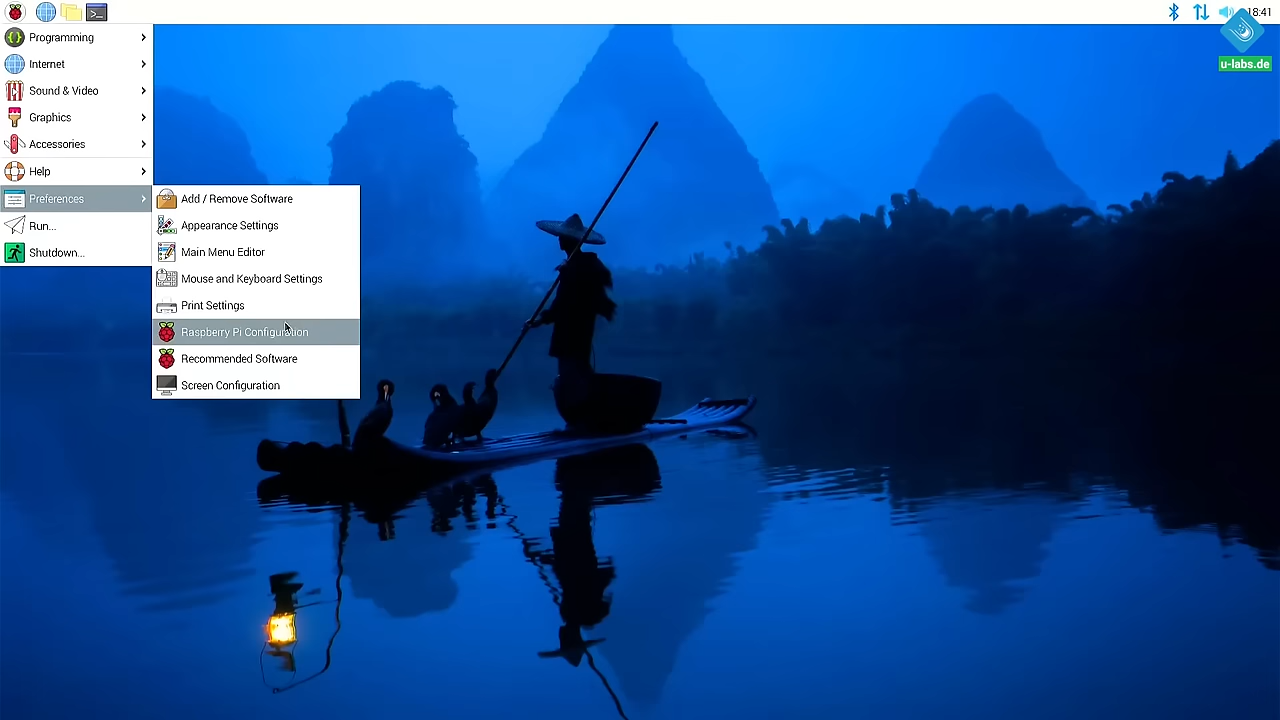 18:41
u-labs.de
Programming
Internet
Sound & Video
Graphics
Accessories
Help
Preferences
Run...
Shutdown...
Add / Remove Software
Appearance Settings
Main Menu Editor
Mouse and Keyboard Settings
Print Settings
Raspberry Pi Configuration
Recommended Software
Screen Configuration